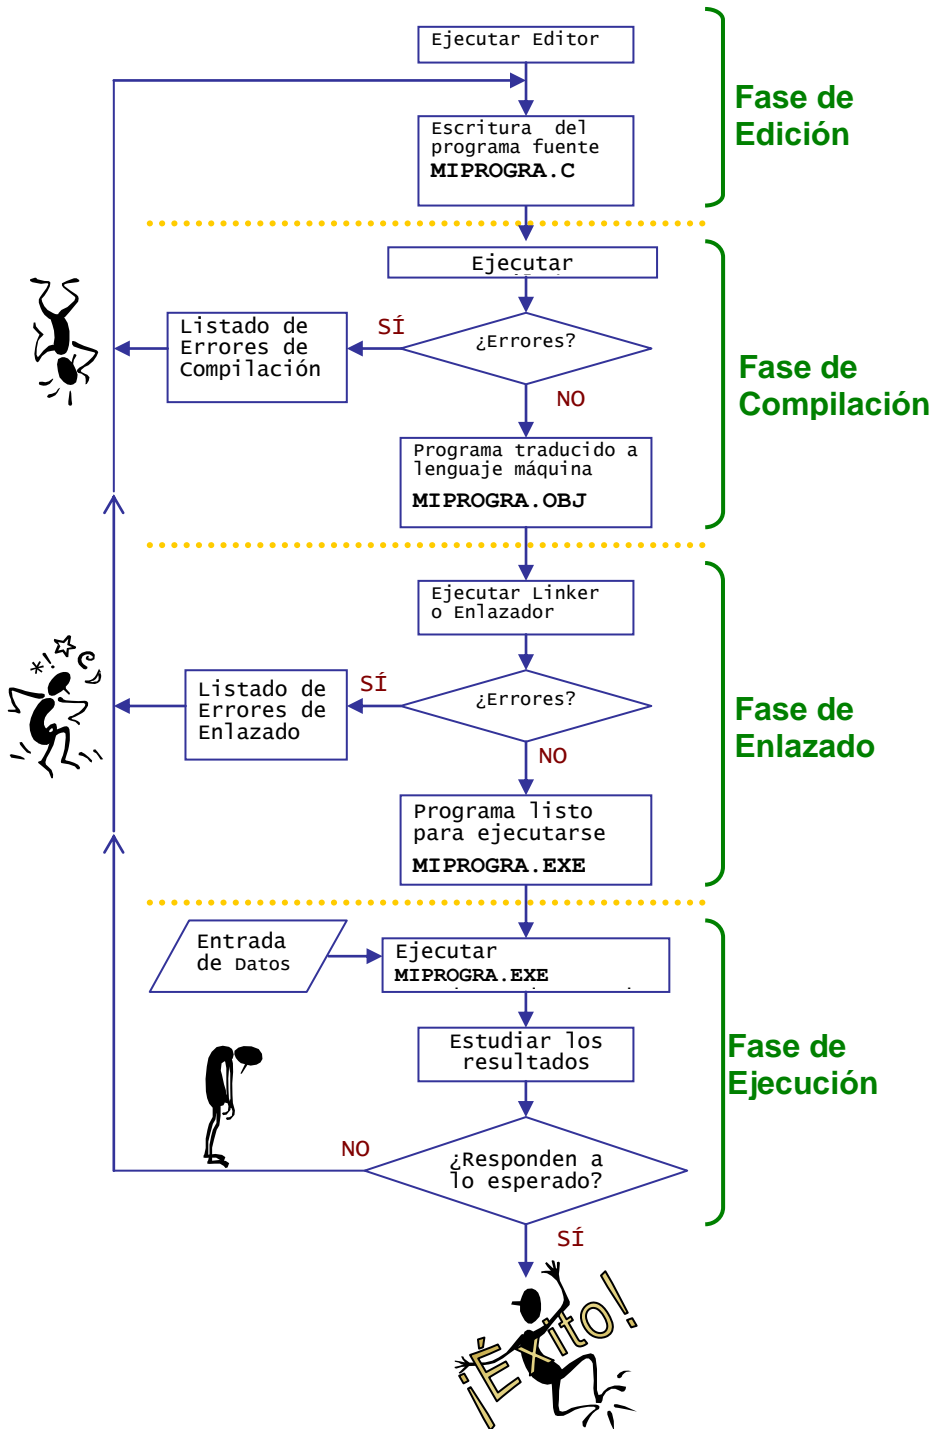 Ejecutar Editor
Fase de
Edición
Escritura  del
programa fuente
MIPROGRA.C
Ejecutar
¿Errores?
SÍ
Listado de
Errores de
Compilación
NO
Fase de
Compilación
Programa traducido a
lenguaje máquina
MIPROGRA.OBJ
Ejecutar Linker
o Enlazador
¿Errores?
SÍ
Listado de
Errores de
Enlazado
*!
NO
Fase de
Enlazado
Programa listo
para ejecutarse
MIPROGRA.EXE
Entrada
de Datos
Ejecutar
MIPROGRA.EXE
Estudiar los
resultados
Fase de
Ejecución
¿Responden a
lo esperado?
NO
SÍ
¡Éxito!